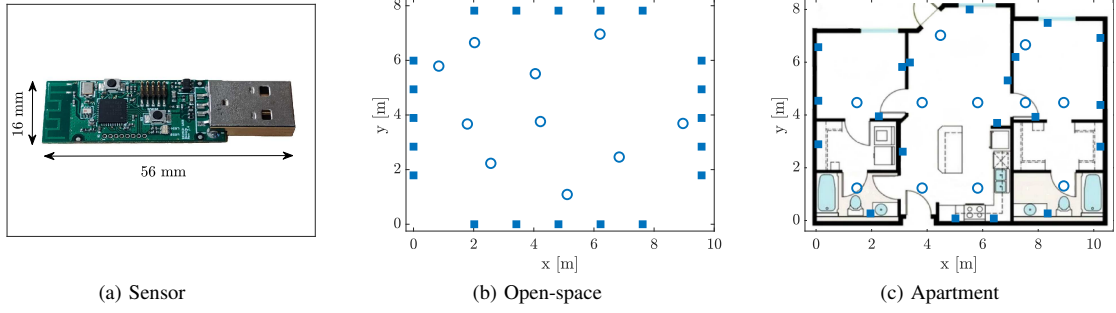 16 mm
56 mm
(a) Sensor
8
6
4
2
0
y [m]
0 2 4 6 8 10
x [m]
(b) Open-space
8
6
4
2
0
y [m]
0 2 4 6 8 10
x [m]
(c) Apartment